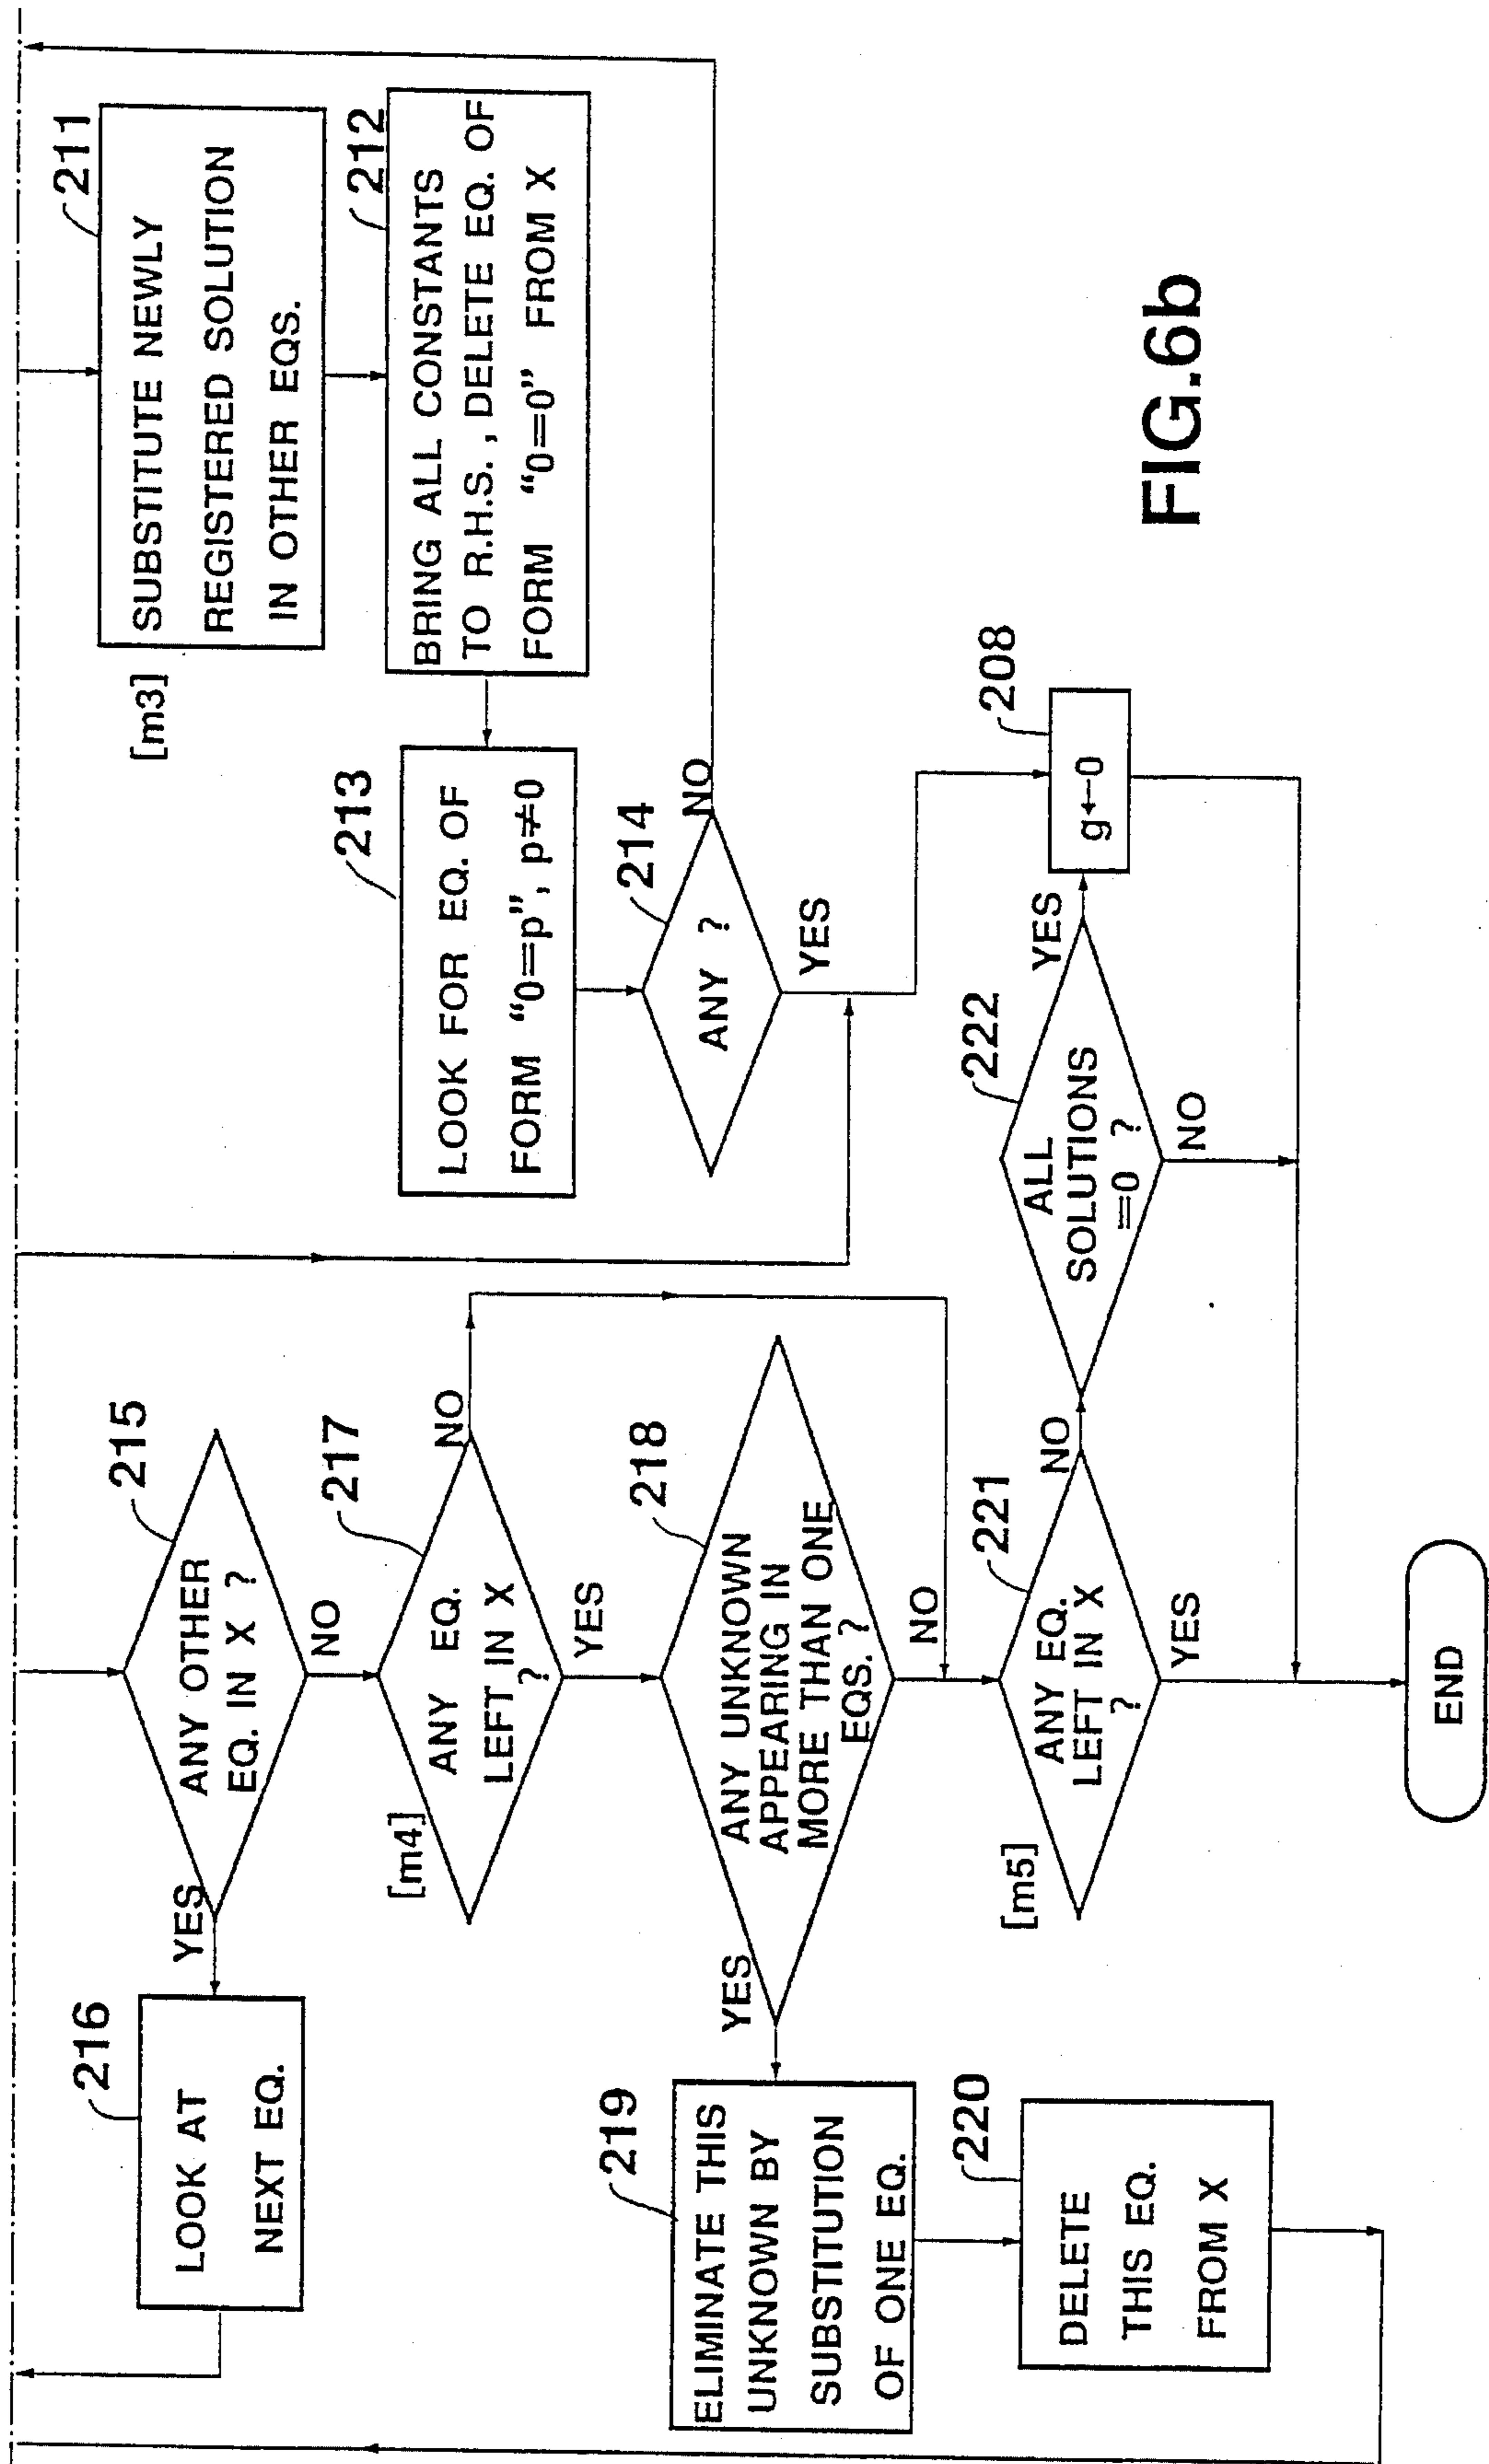 216
LOOK AT
NEXT EQ.
YES
215
ANY OTHER
EQ. IN X ?
NO
[m4]
217
ANY EQ.
LEFT IN X
?
NO
YES
218
ANY UNKNOWN
APPEARING IN
MORE THAN ONE
EQS. ?
YES
NO
219
ELIMINATE THIS
UNKNOWN BY
SUBSTITUTION
OF ONE EQ.
220
DELETE
THIS EQ.
FROM X
[m5]
221
ANY EQ.
LEFT IN X
?
NO
YES
END
[m3]
211
SUBSTITUTE NEWLY
REGISTERED SOLUTION
IN OTHER EQS.
212
BRING ALL CONSTANTS
TO R.H.S., DELETE EQ. OF
FORM "0=0" FROM X
213
LOOK FOR EQ. OF
FORM "0=p", p≠0
214
ANY ?
NO
YES
222
ALL
SOLUTIONS
=0 ?
YES
NO
208
g←0
FIG.6b